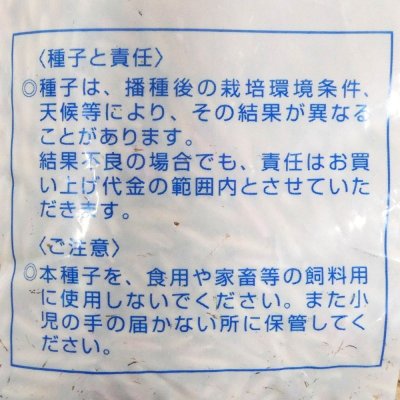 〈種子と責任〉
◎種子は、播種後の栽培環境条件、
天候等により、その結果が異なる
ことがあります。
結果不良の場合でも、責任はお買
い上げ代金の範囲内とさせていた
だきます。
〈ご注意〉
◎本種子を、食用や家畜等の飼料用
に使用しないでください。また小
児の手の届かない所に保管してく
ださい。